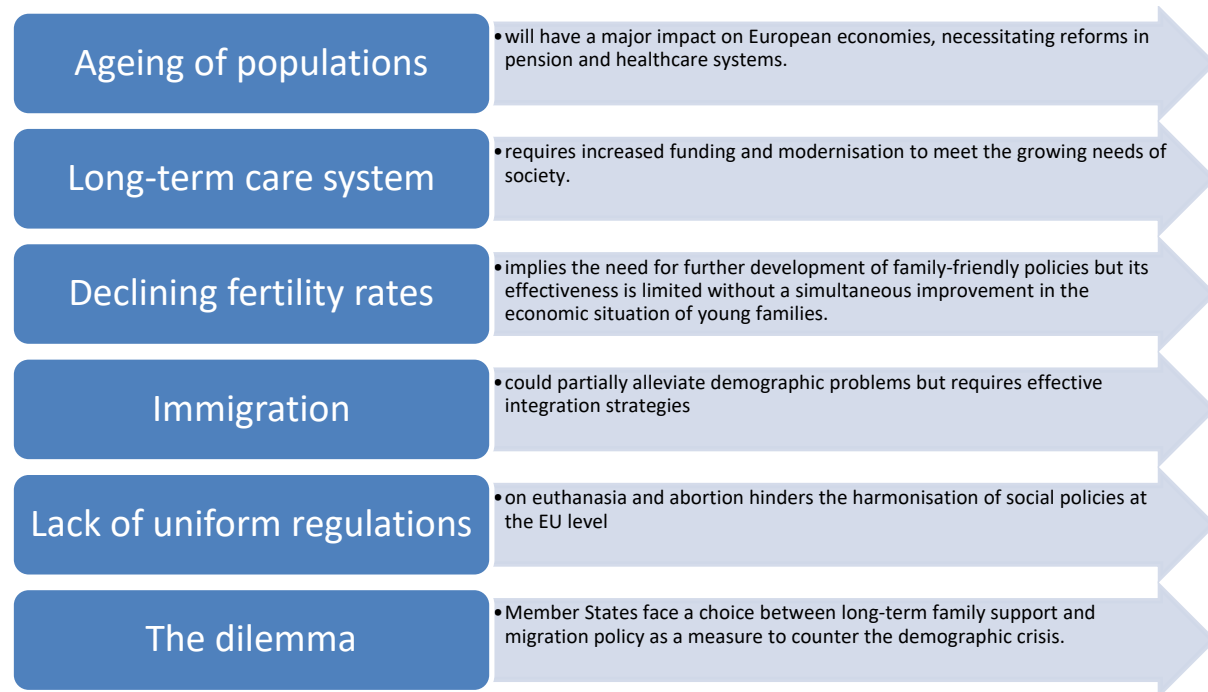 Ageing of populations
•will have a major impact on European economies, necessitating reforms in
pension and healthcare systems.
Long-term care system
•requires increased funding and modernisation to meet the growing needs of
society.
Declining fertility rates
•implies the need for further development of family-friendly policies but its
effectiveness is limited without a simultaneous improvement in the
economic situation of young families.
Immigration
•could partially alleviate demographic problems but requires effective
integration strategies
Lack of uniform regulations
•on euthanasia and abortion hinders the harmonisation of social policies at
the EU level
The dilemma
•Member States face a choice between long-term family support and
migration policy as a measure to counter the demographic crisis.